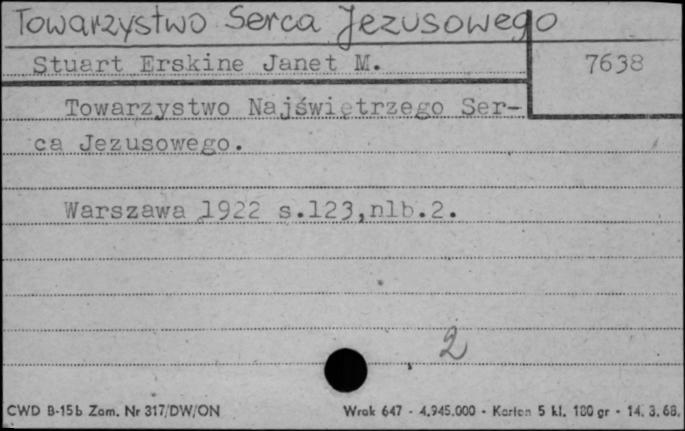 Towarzystwo Serca Jezusowego
Stuart Erskine Janet M.
7638
Towarzystwo Najświętrzego Ser-
ca Jezusowego.
Warszawa 1922 s.123,nlb.2.
2
CWD B-15b Zam. Nr 317/DW/ON
Wrak 647 - 4.945.000 - Karton 5 kl. 180 gr - 14. 3. 68.